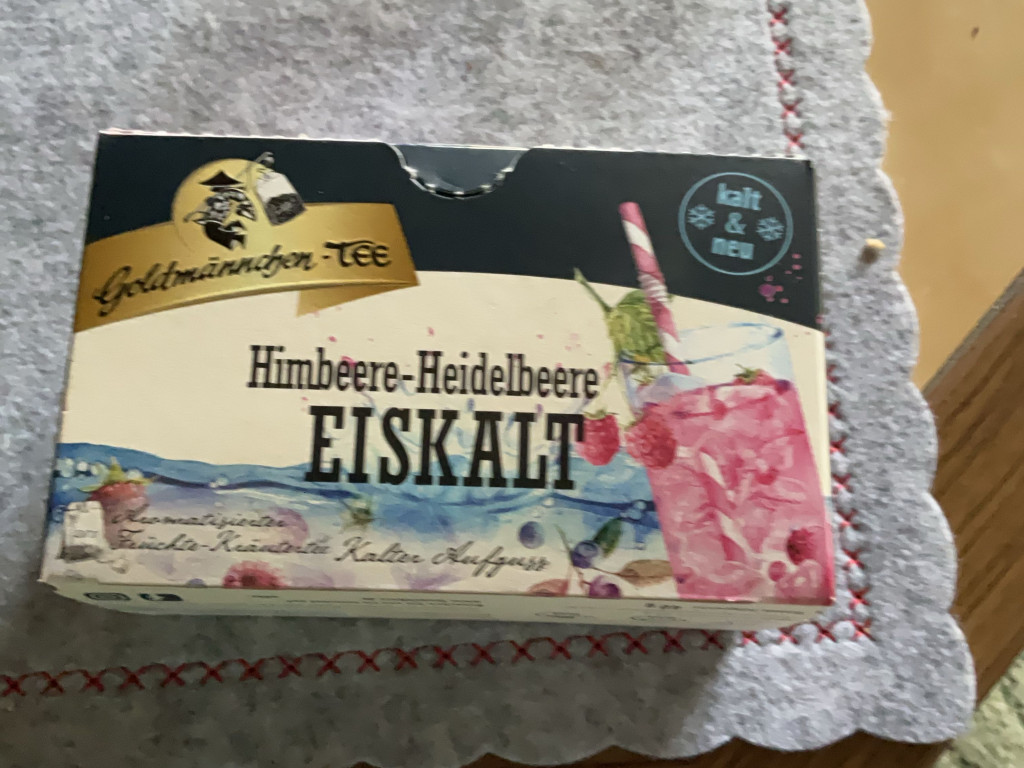 Goldmännchen-TEE
kalt
&
neu
Himbeere-Heidelbeere
EISKALT
Aromatisierter
Früchte-Kräutertee Kalter Aufguss